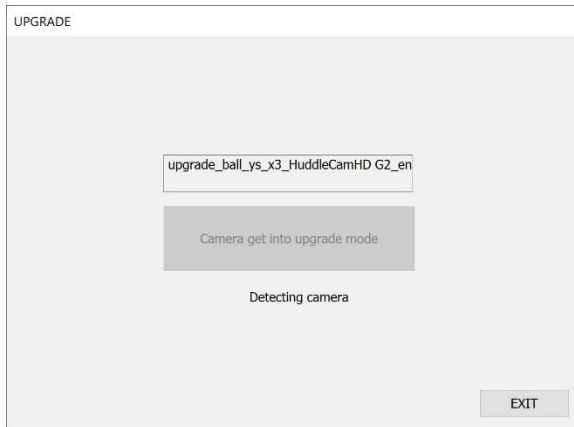 UPGRADE
upgrade_ball_ys_x3_HuddleCamHD G2_en
Camera get into upgrade mode
Detecting camera
EXIT